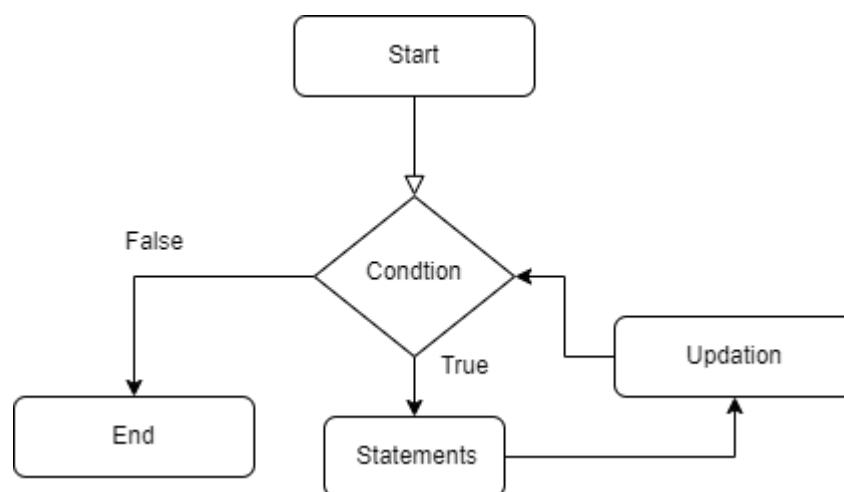 Start
False
Condtion
True
Updation
End
Statements